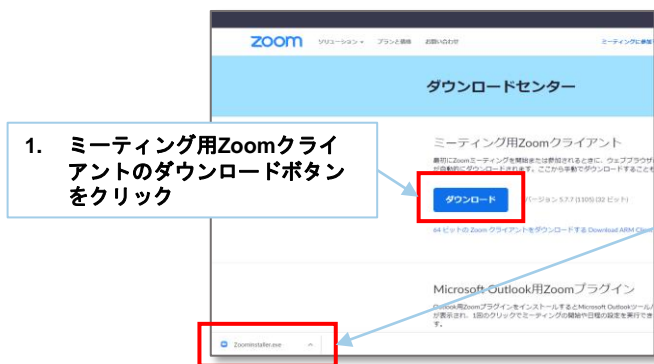 zoom ソリューション プランと価格 お問い合わせ ミーティングに参加
ダウンロードセンター
1. ミーティング用Zoomクライ
アントのダウンロードボタン
をクリック
ミーティング用Zoomクライアント
最初にZoomミーティングを開始または参加されるときに、ウェブブラウザ
が自動的にダウンロードされます。ここから手動でダウンロードすることも
ダウンロード バージョン 5.7.7 (1105) (32 ビット)
64 ビットの Zoom クライアントをダウンロードする Download ARM Client
Microsoft Outlook用Zoomプラグイン
Outlook用ZoomプラグインをインストールするとMicrosoft Outlookツール
が表示され、1回のクリックでミーティングの開始や日程の設定を実行でき
す。
ZoomInstaller.exe